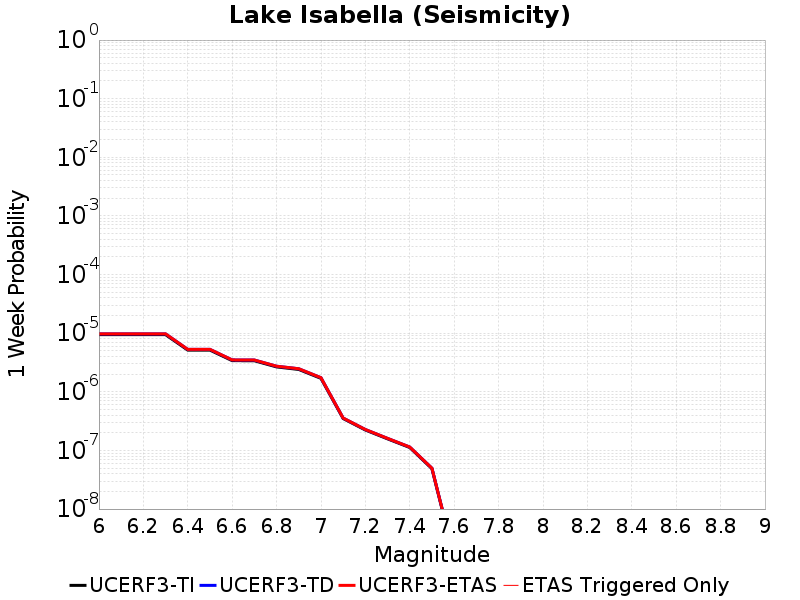 Lake Isabella (Seismicity)
1 Week Probability
10^0
10^-1
10^-2
10^-3
10^-4
10^-5
10^-6
10^-7
10^-8
6 6.2 6.4 6.6 6.8 7 7.2 7.4 7.6 7.8 8 8.2 8.4 8.6 8.8 9
Magnitude
UCERF3-TI UCERF3-TD UCERF3-ETAS ETAS Triggered Only